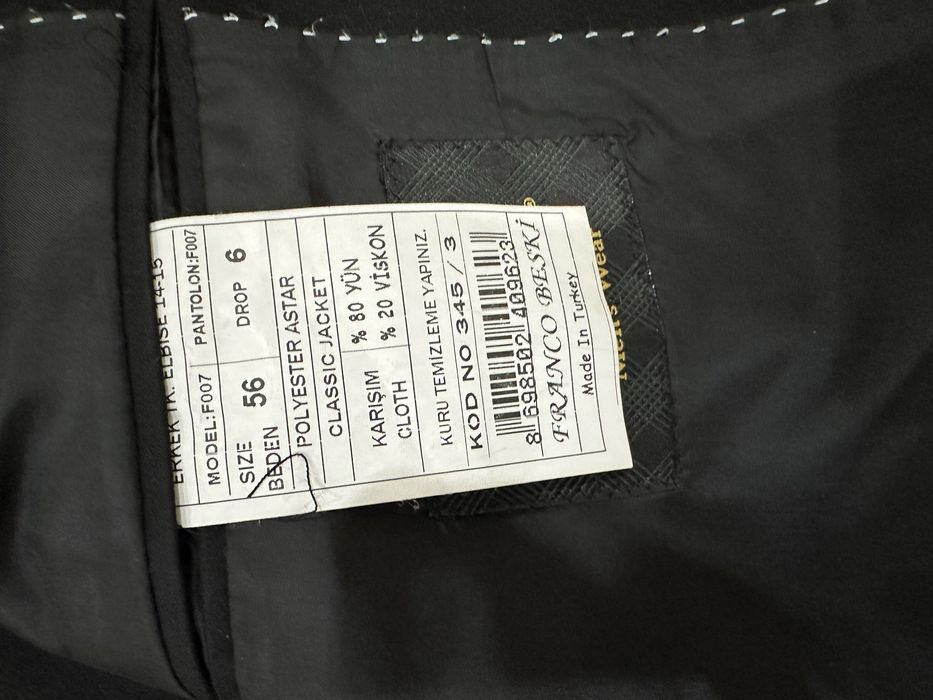 ERKEK TK. ELBİSE 14-15
MODEL:F007 PANTOLON:F007
SIZE
BEDEN 56 DROP 6
POLYESTER ASTAR
CLASSIC JACKET
KARIŞIM % 80 YÜN
CLOTH % 20 VİSKON
KURU TEMİZLEME YAPINIZ.
KOD NO 345 / 3
8 698502 409623
FRANCO BESKİ
Made In Turkey
Men's Wear